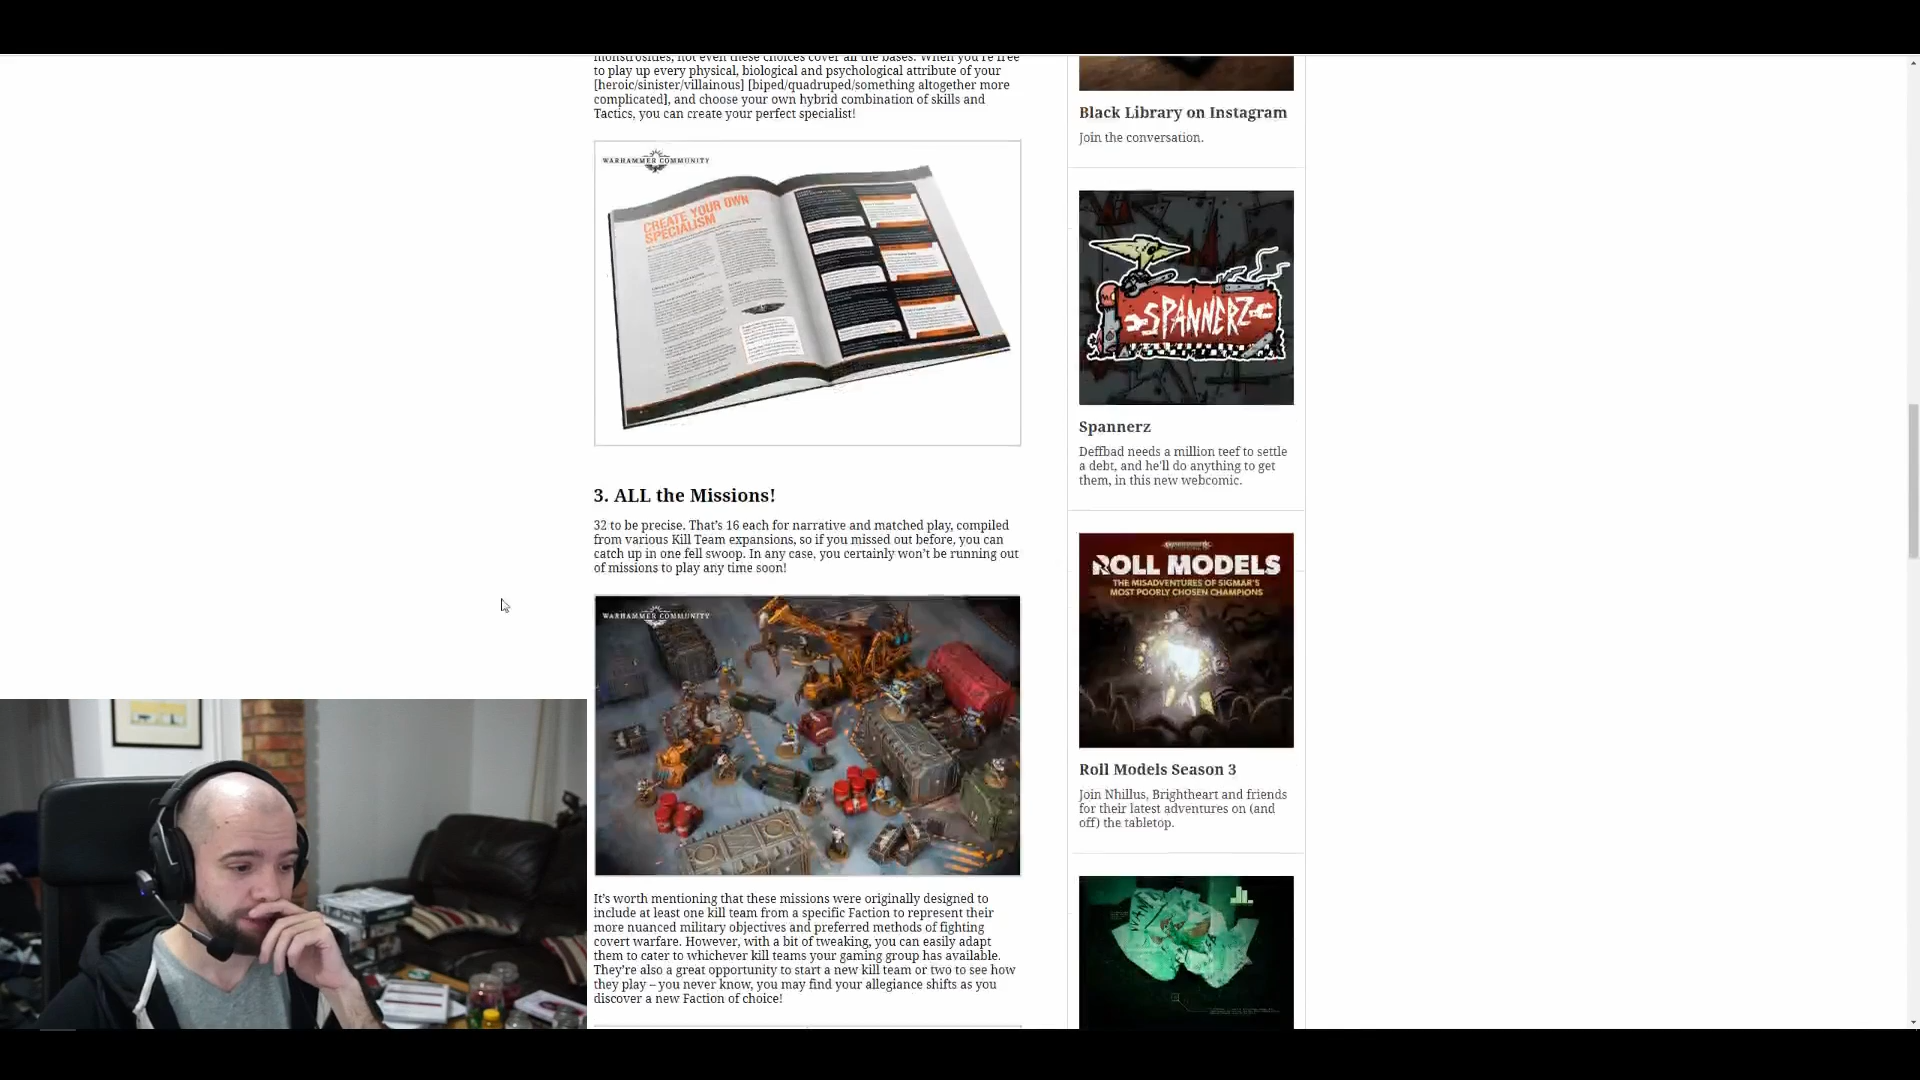 monstrosities, not even these choices cover all the bases. When you're free
to play up every physical, biological and psychological attribute of your
[heroic/sinister/villainous] [biped/quadruped/something altogether more
complicated], and choose your own hybrid combination of skills and
Tactics, you can create your perfect specialist!
WARHAMMER COMMUNITY
CREATE YOUR OWN
SPECIALISM
3. ALL the Missions!
32 to be precise. That’s 16 each for narrative and matched play, compiled
from various Kill Team expansions, so if you missed out before, you can
catch up in one fell swoop. In any case, you certainly won’t be running out
of missions to play any time soon!
WARHAMMER COMMUNITY
It’s worth mentioning that these missions were originally designed to
include at least one kill team from a specific Faction to represent their
more nuanced military objectives and preferred methods of fighting
covert warfare. However, with a bit of tweaking, you can easily adapt
them to cater to whichever kill teams your gaming group has available.
They’re also a great opportunity to start a new kill team or two to see how
they play – you never know, you may find your allegiance shifts as you
discover a new Faction of choice!
Black Library on Instagram
Join the conversation.
SPANNERZ
Spannerz
Deffbad needs a million teef to settle
a debt, and he'll do anything to get
them, in this new webcomic.
ROLL MODELS
THE MISADVENTURES OF SIGMAR'S
MOST POORLY CHOSEN CHAMPIONS
Roll Models Season 3
Join Nhillus, Brightheart and friends
for their latest adventures on (and
off) the tabletop.